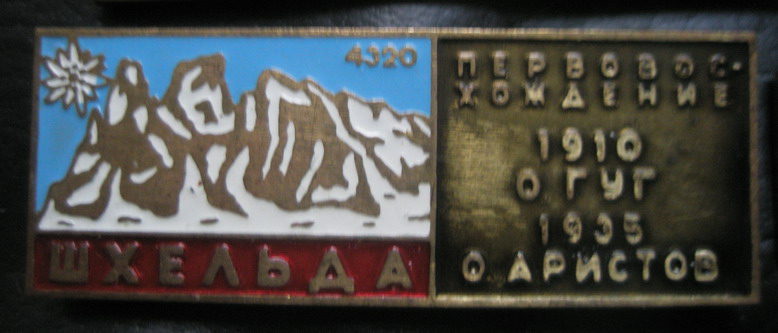 4320
ШХЕЛЬДА
ПЕРВОВОС-
ХОЖДЕНИЕ
1910
О ГУГ
1935
О.АРИСТОВ